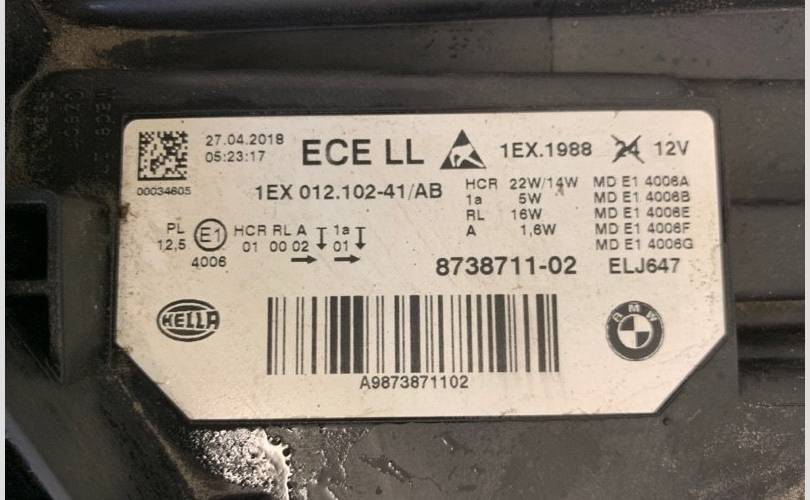 27.04.2018
05:23:17
00034605
ECE LL
1EX.1988 24 12V
1EX 012.102-41/AB
HCR 22W/14W
1a 5W
RL 16W
A 1,6W
MD E1 4006A
MD E1 4006B
MD E1 4006E
MD E1 4006F
MD E1 4006G
PL
12,5
E1
4006
HCR RL A 1a
01 00 02 01
8738711-02 ELJ647
HELLA
BMW
A9873871102